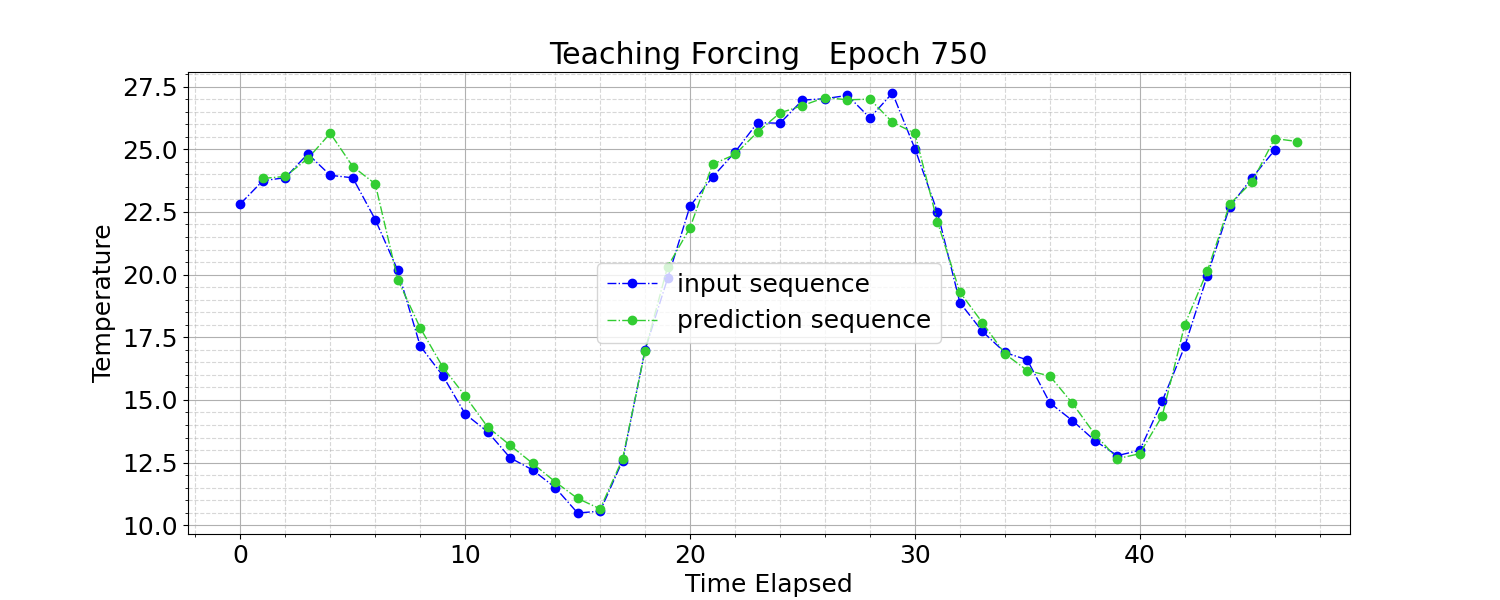 Teaching Forcing   Epoch 750
27.5
25.0
22.5
20.0
17.5
15.0
12.5
10.0
Temperature
input sequence
prediction sequence
0 10 20 30 40
Time Elapsed